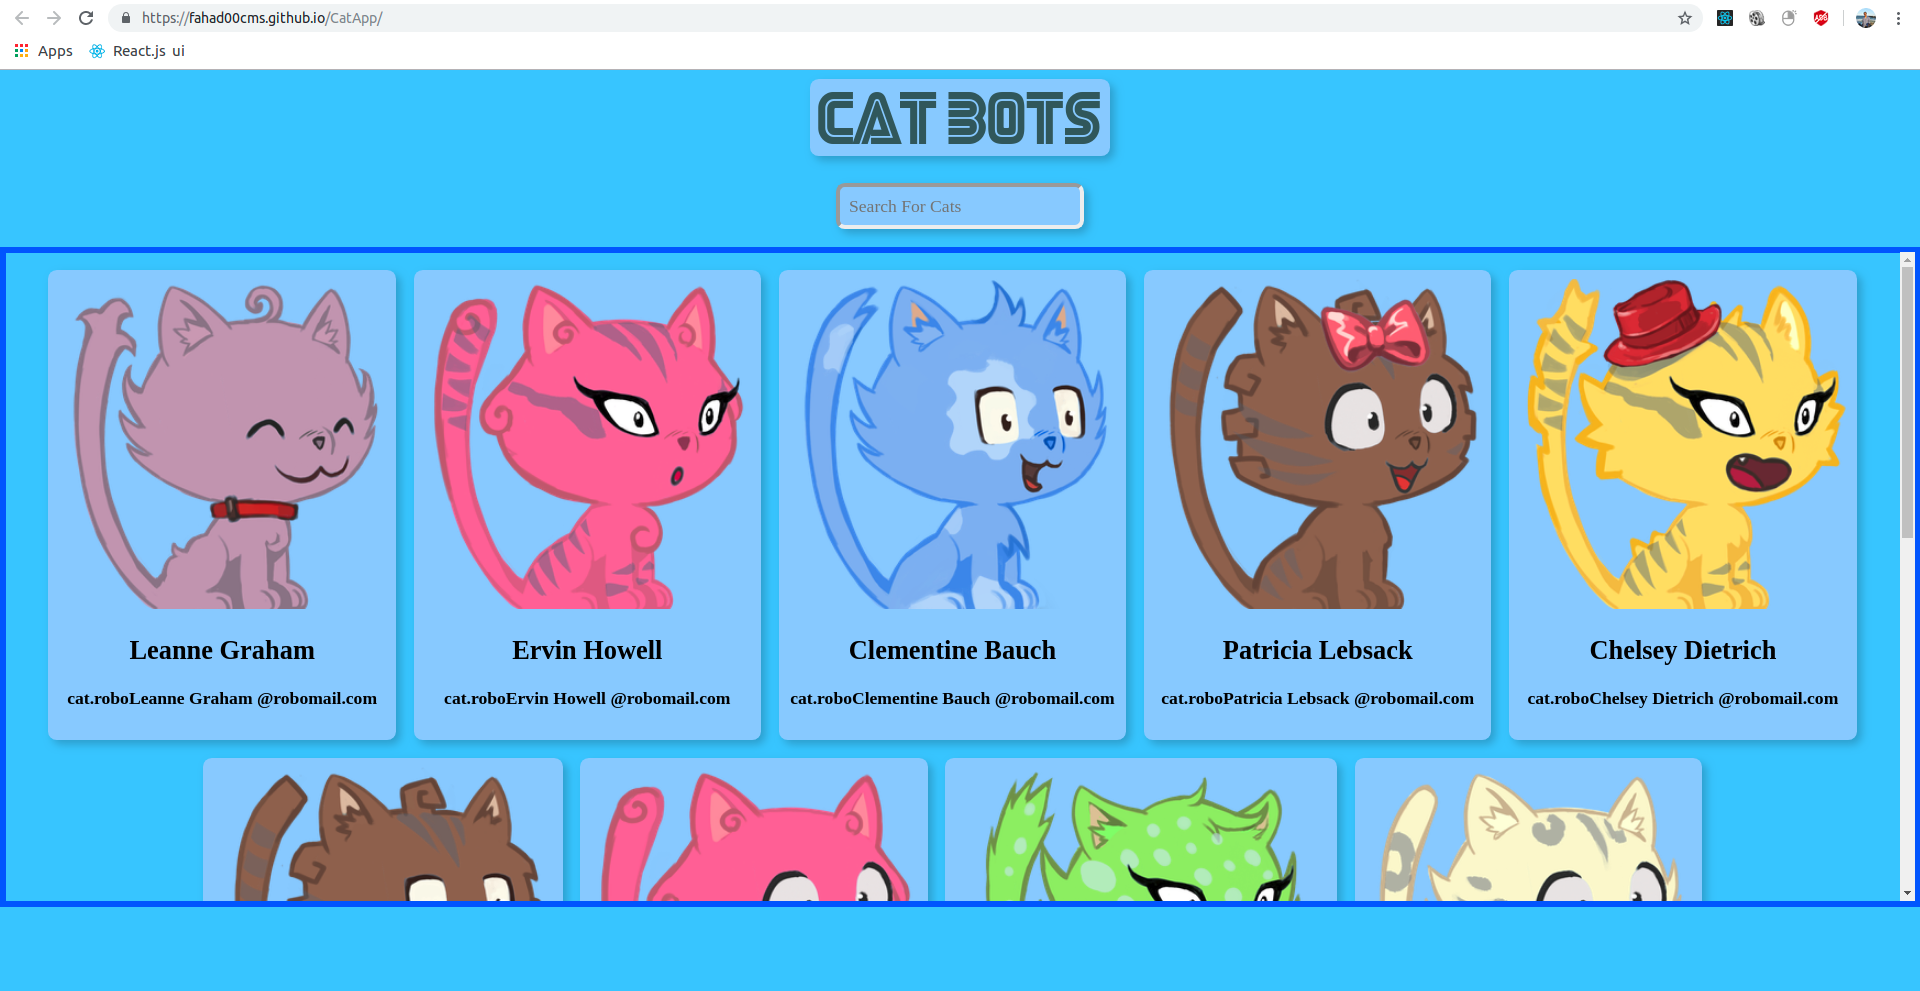 https://fahad00cms.github.io/CatApp/
Apps React.js ui
CAT BOTS
Search For Cats
Leanne Graham
cat.roboLeanne Graham @robomail.com
Ervin Howell
cat.roboErvin Howell @robomail.com
Clementine Bauch
cat.roboClementine Bauch @robomail.com
Patricia Lebsack
cat.roboPatricia Lebsack @robomail.com
Chelsey Dietrich
cat.roboChelsey Dietrich @robomail.com